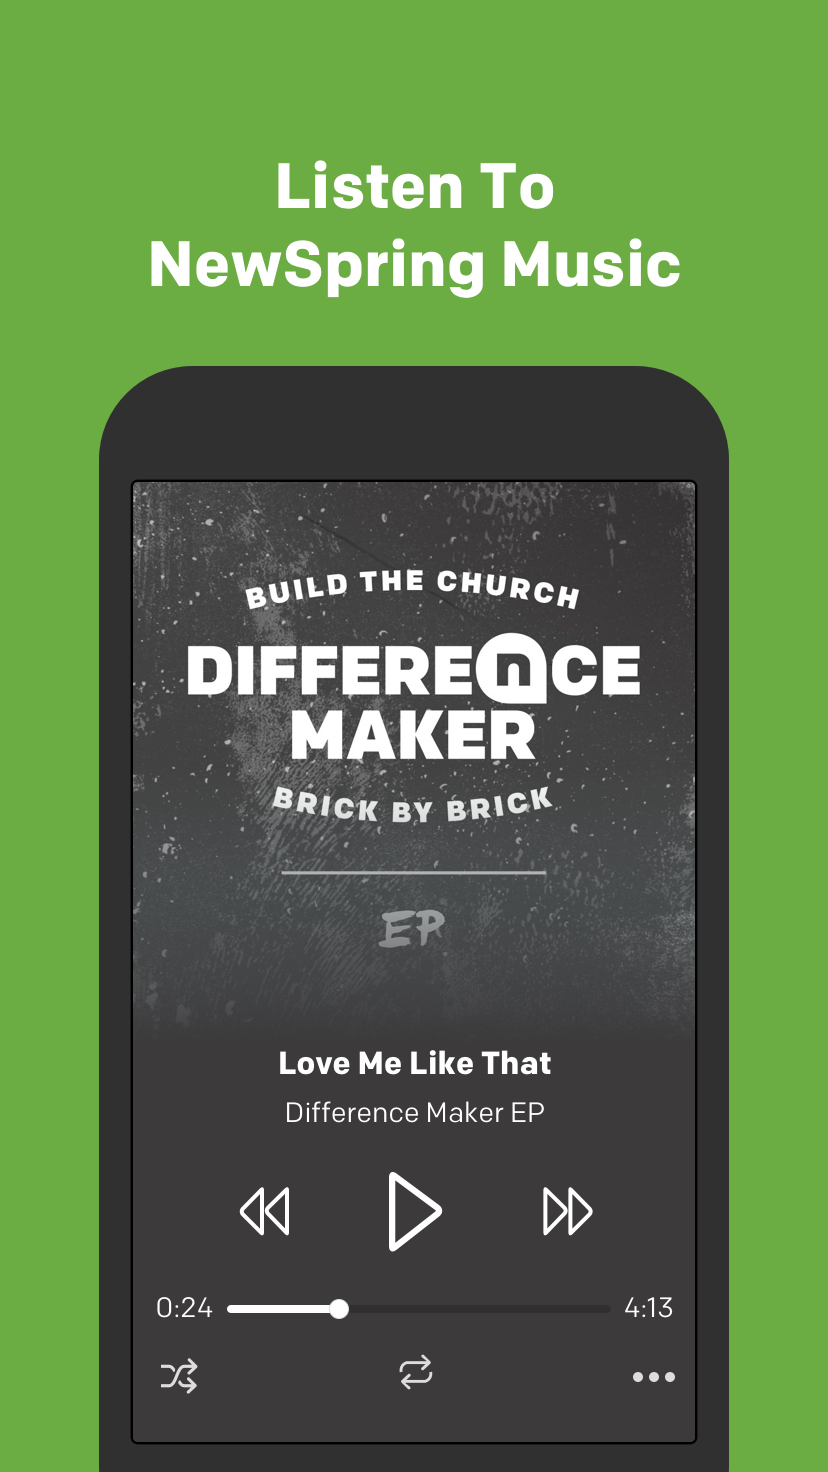 Listen To
NewSpring Music
BUILD THE CHURCH
DIFFERENCE
MAKER
BRICK BY BRICK
EP
Love Me Like That
Difference Maker EP
0:24 4:13